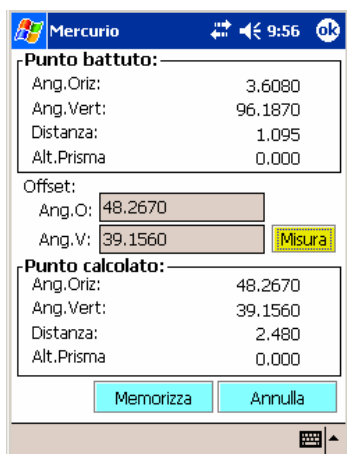 Mercurio 9:56 ok
Punto battuto:
Ang.Oriz: 3.6080
Ang.Vert: 96.1870
Distanza: 1.095
Alt.Prisma 0.000
Offset:
Ang.O: 48.2670
Ang.V: 39.1560 Misura
Punto calcolato:
Ang.Oriz: 48.2670
Ang.Vert: 39.1560
Distanza: 2.480
Alt.Prisma 0.000
Memorizza Annulla